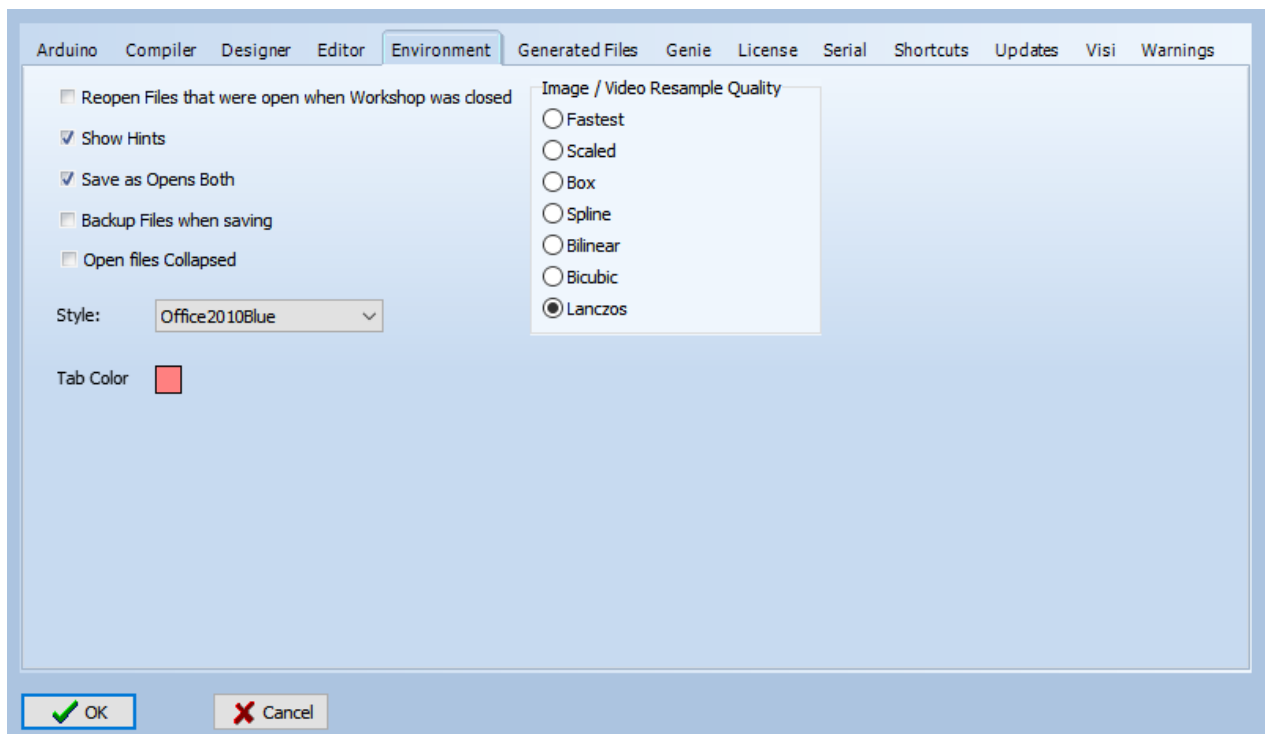 Arduino Compiler Designer Editor Environment Generated Files Genie License Serial Shortcuts Updates Visi Warnings
Reopen Files that were open when Workshop was closed
Show Hints
Save as Opens Both
Backup Files when saving
Open files Collapsed
Style: Office2010Blue
Tab Color
Image / Video Resample Quality
Fastest
Scaled
Box
Spline
Bilinear
Bicubic
Lanczos
OK Cancel